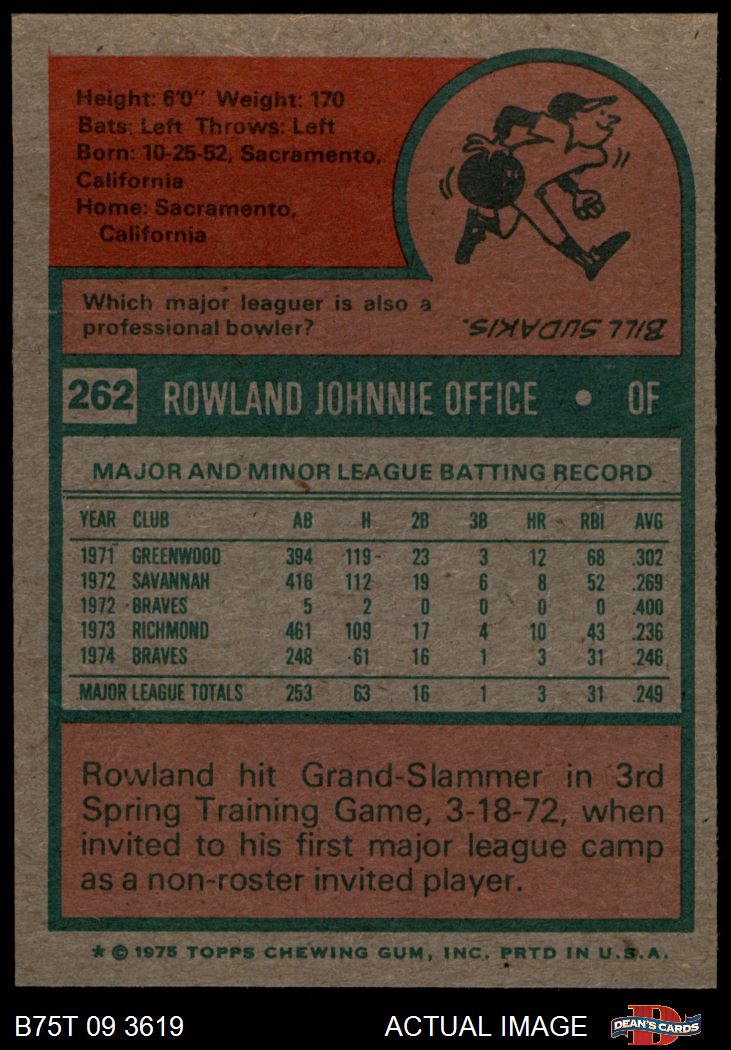 Height: 6'0" Weight: 170
Bats: Left Throws: Left
Born: 10-25-52, Sacramento,
California
Home: Sacramento,
California
Which major leaguer is also a
professional bowler?
BILL SUDAKIS.
262 ROWLAND JOHNNIE OFFICE • OF
MAJOR AND MINOR LEAGUE BATTING RECORD
YEAR CLUB AB H 2B 3B HR RBI AVG
1971 GREENWOOD 394 119 23 3 12 68 .302
1972 SAVANNAH 416 112 19 6 8 52 .269
1972 BRAVES 5 2 0 0 0 0 .400
1973 RICHMOND 461 109 17 4 10 43 .236
1974 BRAVES 248 61 16 1 3 31 .246
MAJOR LEAGUE TOTALS 253 63 16 1 3 31 .249
Rowland hit Grand-Slammer in 3rd
Spring Training Game, 3-18-72, when
invited to his first major league camp
as a non-roster invited player.
* © 1975 TOPPS CHEWING GUM, INC. PRTD IN U.S.A.
B75T 09 3619 ACTUAL IMAGE DEAN'S CARDS